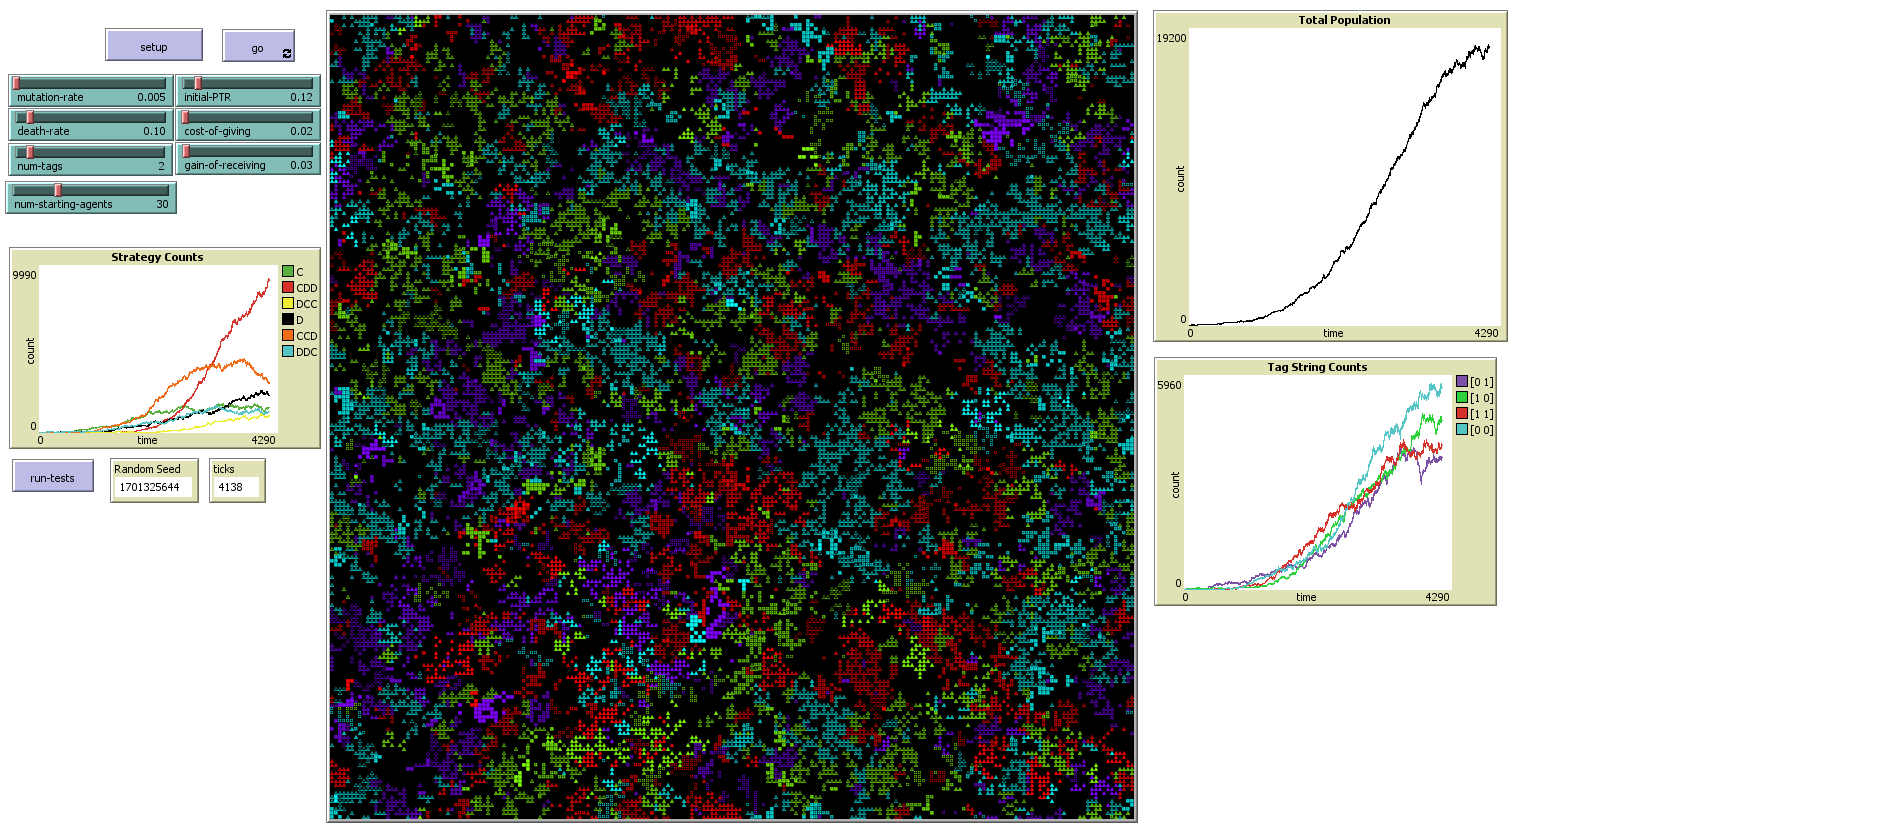 setup
go
mutation-rate 0.005
initial-PTR 0.12
death-rate 0.10
cost-of-giving 0.02
num-tags 2
gain-of-receiving 0.03
num-starting-agents 30
Strategy Counts
9990
count
0
0
time
4290
C
CDD
DCC
D
CCD
DDC
run-tests
Random Seed
1701325644
ticks
4138
Total Population
19200
count
0
0
time
4290
Tag String Counts
5960
count
0
0
time
4290
[0 1]
[1 0]
[1 1]
[0 0]